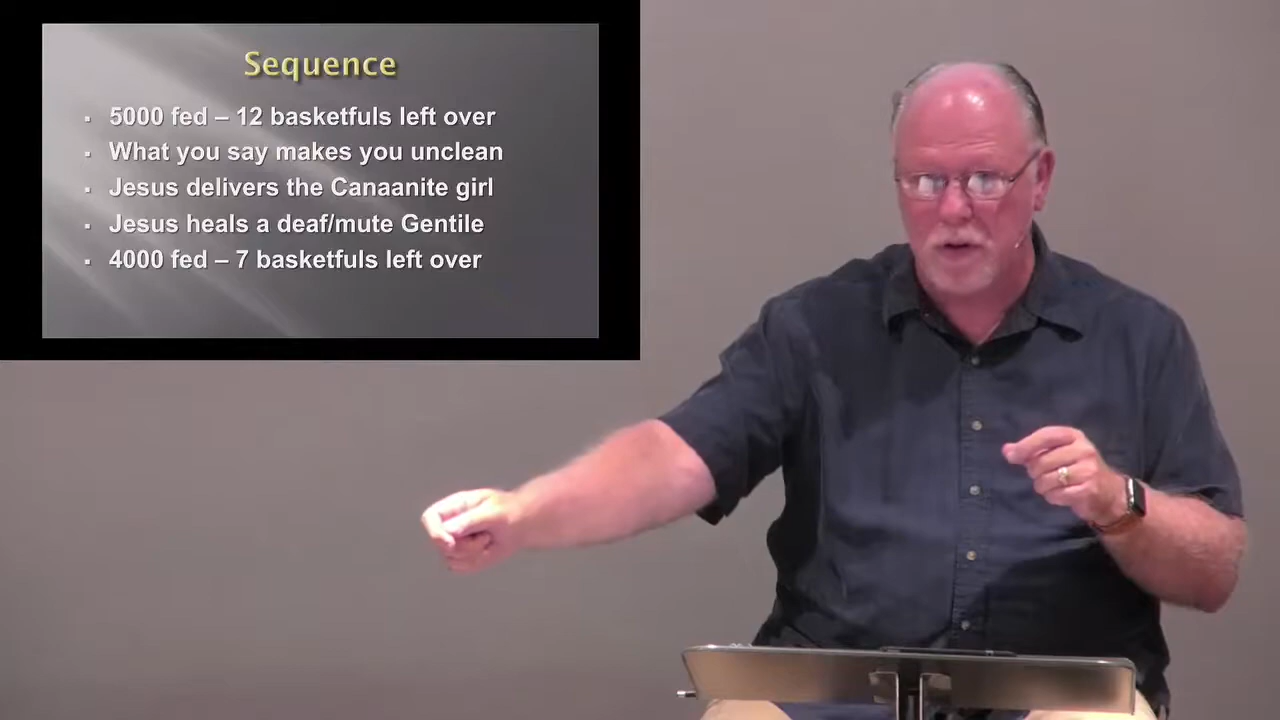 Sequence
5000 fed – 12 basketfuls left over
What you say makes you unclean
Jesus delivers the Canaanite girl
Jesus heals a deaf/mute Gentile
4000 fed – 7 basketfuls left over